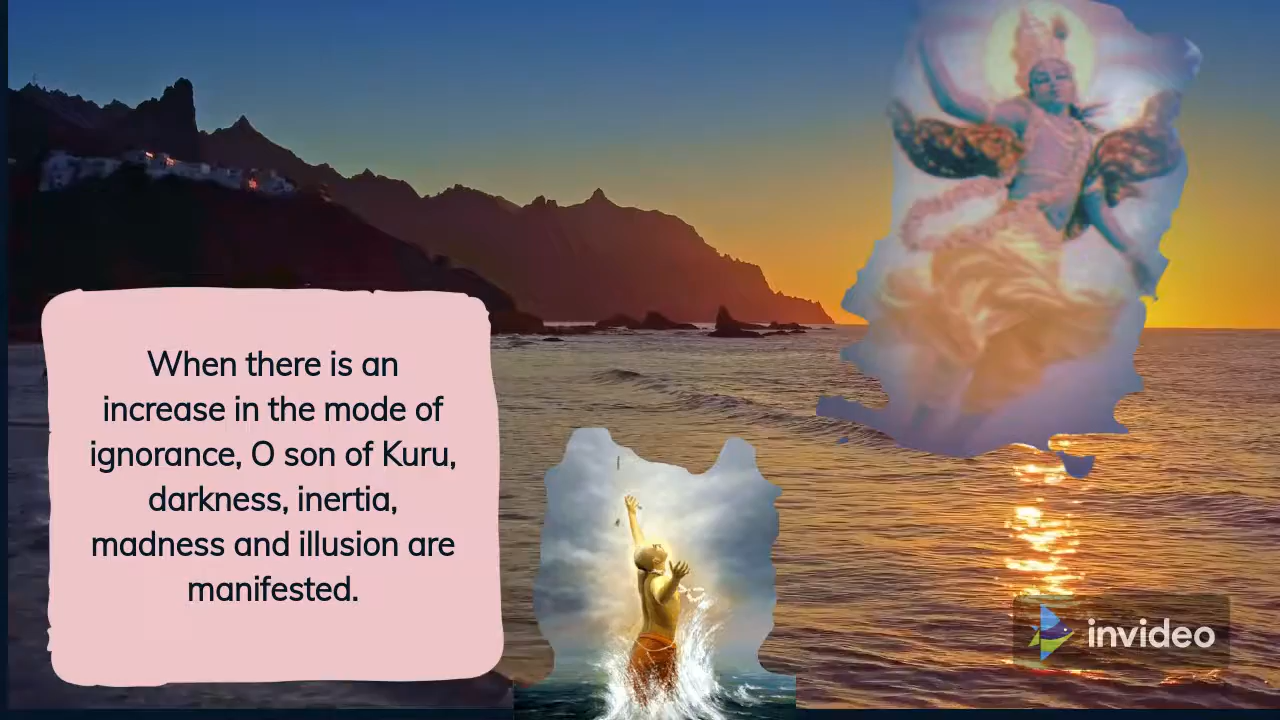 When there is an
increase in the mode of
ignorance, O son of Kuru,
darkness, inertia,
madness and illusion are
manifested.
invideo